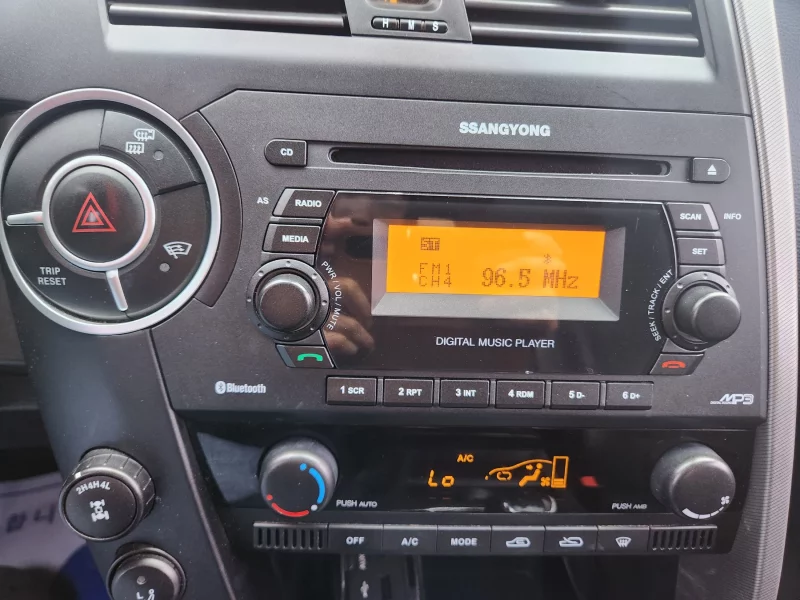 H M S
SSANGYONG
CD
AS RADIO
SCAN INFO
MEDIA
SET
ST
FM1
CH4
96.5 MHz
PWR / VOL / MUTE
SEEK / TRACK / ENT
TRIP
RESET
DIGITAL MUSIC PLAYER
Bluetooth
1 SCR
2 RPT
3 INT
4 RDM
5 D-
6 D+
MP3
A/C
Lo
PUSH AUTO
PUSH AMB
2H 4H 4L
OFF
A/C
MODE
L